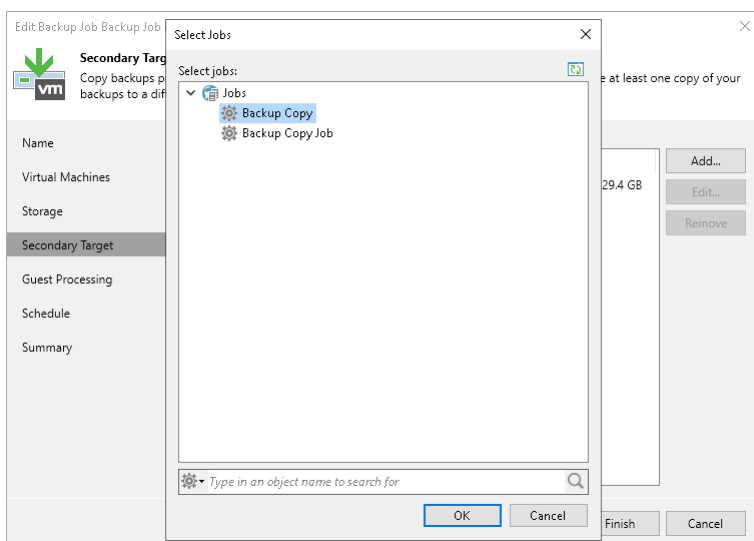 Edit Backup Job Backup Job
Secondary Targ
Copy backups p
backups to a dif
e at least one copy of your
Name
Virtual Machines
Storage
Secondary Target
Guest Processing
Schedule
Summary
vm
Select Jobs
Select jobs:
Jobs
Backup Copy
Backup Copy Job
Type in an object name to search for
OK
Cancel
29.4 GB
Add...
Edit...
Remove
Finish
Cancel